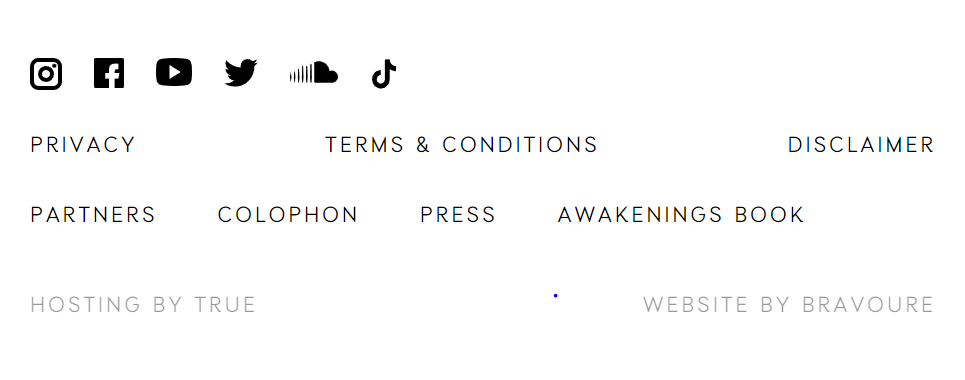 PRIVACY TERMS & CONDITIONS DISCLAIMER
PARTNERS COLOPHON PRESS AWAKENINGS BOOK
HOSTING BY TRUE WEBSITE BY BRAVOURE